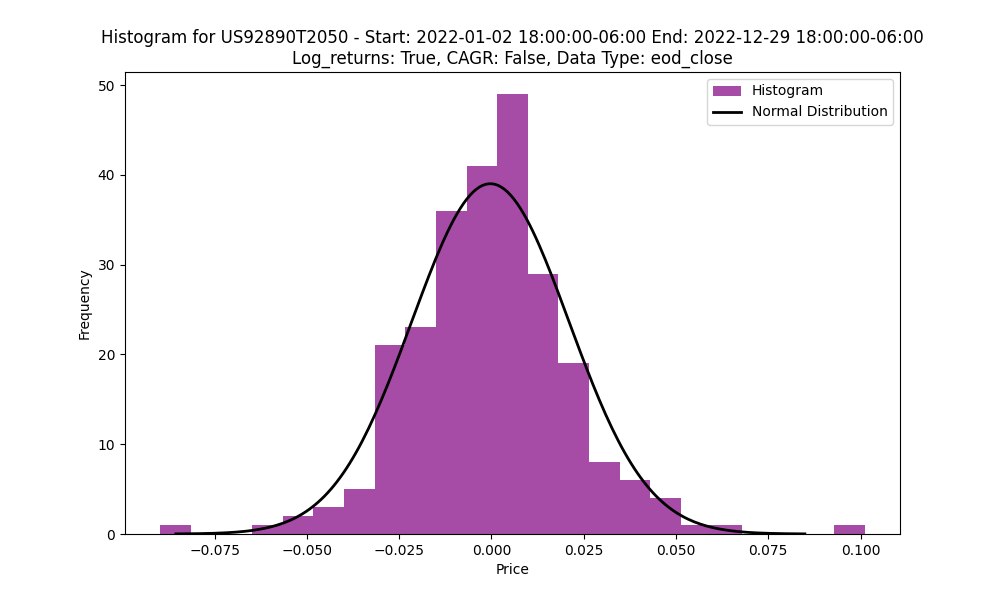 Histogram for US92890T2050 - Start: 2022-01-02 18:00:00-06:00 End: 2022-12-29 18:00:00-06:00
Log_returns: True, CAGR: False, Data Type: eod_close
Histogram
Normal Distribution
Frequency
50
40
30
20
10
0
−0.075 −0.050 −0.025 0.000 0.025 0.050 0.075 0.100
Price